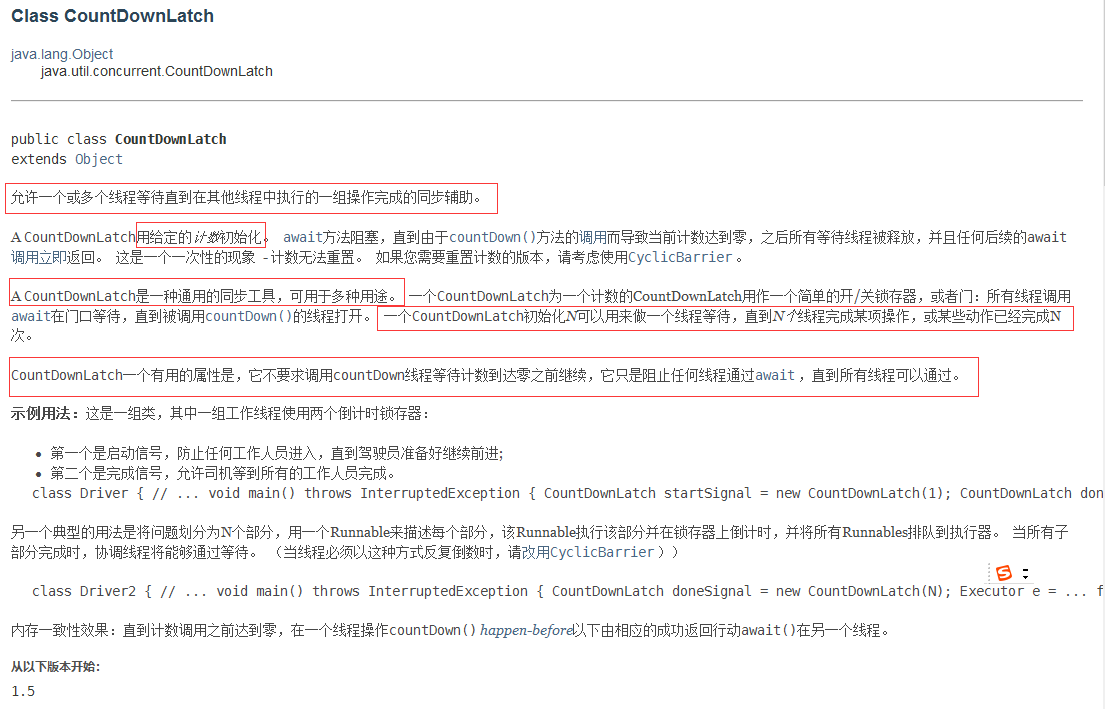 Class CountDownLatch
java.lang.Object
java.util.concurrent.CountDownLatch
public class CountDownLatch
extends Object
允许一个或多个线程等待直到在其他线程中执行的一组操作完成的同步辅助。
A CountDownLatch用给定的计数初始化。 await方法阻塞，直到由于countDown()方法的调用而导致当前计数达到零，之后所有等待线程被释放，并且任何后续的await
调用立即返回。 这是一个一次性的现象 - 计数无法重置。 如果您需要重置计数的版本，请考虑使用CyclicBarrier 。
A CountDownLatch是一种通用的同步工具，可用于多种用途。 一个CountDownLatch为一个计数的CountDownLatch用作一个简单的开/关锁存器，或者门：所有线程调用
await在门口等待，直到被调用countDown()的线程打开。 一个CountDownLatch初始化N可以用来做一个线程等待，直到N个线程完成某项操作，或某些动作已经完成N
次。
CountDownLatch一个有用的属性是，它不要求调用countDown线程等待计数到达零之前继续，它只是阻止任何线程通过await ，直到所有线程可以通过。
示例用法：这是一组类，其中一组工作线程使用两个倒计时锁存器：
• 第一个是启动信号，防止任何工作人员进入，直到驾驶员准备好继续前进;
• 第二个是完成信号，允许司机等到所有的工作人员完成。
class Driver { // ... void main() throws InterruptedException { CountDownLatch startSignal = new CountDownLatch(1); CountDownLatch don
另一个典型的用法是将问题划分为N个部分，用一个Runnable来描述每个部分，该Runnable执行该部分并在锁存器上倒计时，并将所有Runnables排队到执行器。 当所有子
部分完成时，协调线程将能够通过等待。 （当线程必须以这种方式反复倒数时，请改用CyclicBarrier ））
S
class Driver2 { // ... void main() throws InterruptedException { CountDownLatch doneSignal = new CountDownLatch(N); Executor e = ... f
内存一致性效果：直到计数调用之前达到零，在一个线程操作countDown() happen-before以下由相应的成功返回行动await()在另一个线程。
从以下版本开始：
1.5